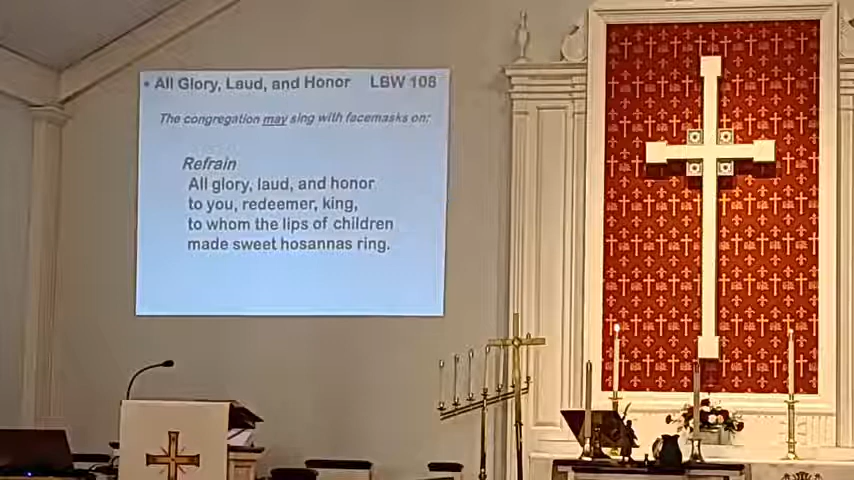 • All Glory, Laud, and Honor LBW 108
The congregation may sing with facemasks on:
Refrain
All glory, laud, and honor
to you, redeemer, king,
to whom the lips of children
made sweet hosannas ring.